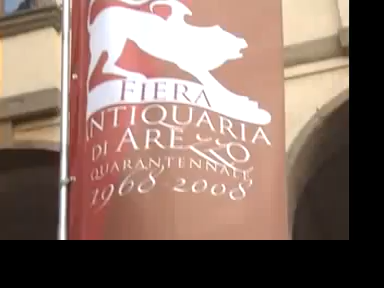 FIERA
ANTIQUARIA
DI AREZZO
QUARANTENNALE
1968 2008